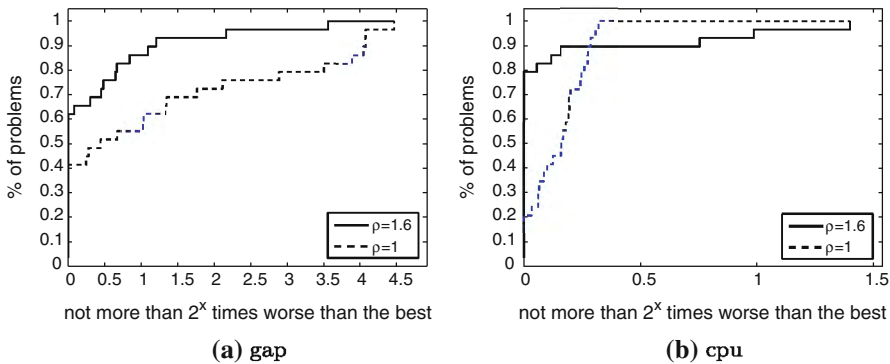 % of problems
1
0.9
0.8
0.7
0.6
0.5
0.4
0.3
0.2
0.1
0
0 0.5 1 1.5 2 2.5 3 3.5 4 4.5
ρ=1.6
ρ=1
not more than 2^x times worse than the best
(a) gap
% of problems
1
0.9
0.8
0.7
0.6
0.5
0.4
0.3
0.2
0.1
0
0 0.5 1 1.5
ρ=1.6
ρ=1
not more than 2^x times worse than the best
(b) cpu